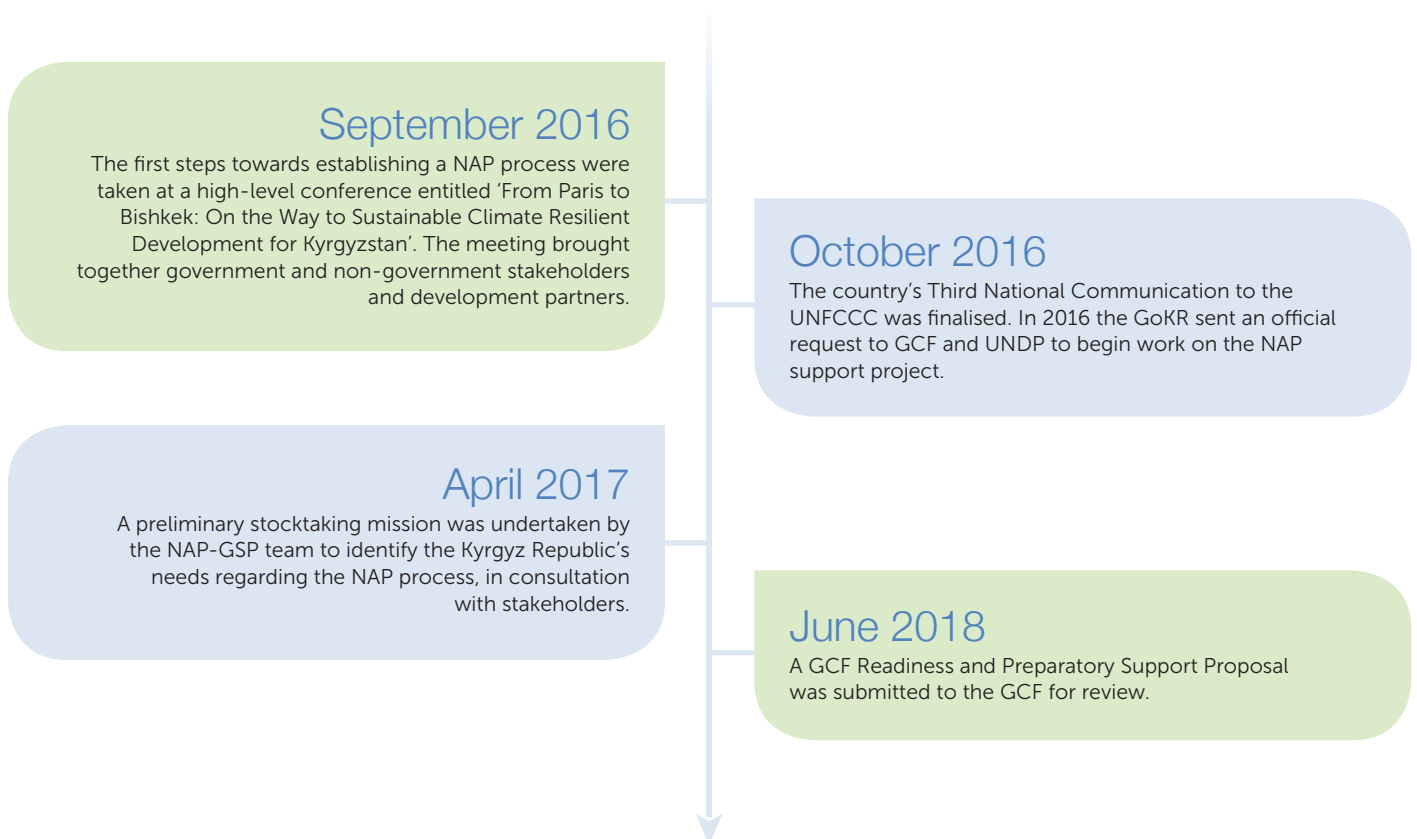 September 2016
The first steps towards establishing a NAP process were
taken at a high-level conference entitled ‘From Paris to
Bishkek: On the Way to Sustainable Climate Resilient
Development for Kyrgyzstan’. The meeting brought
together government and non-government stakeholders
and development partners.
October 2016
The country’s Third National Communication to the
UNFCCC was finalised. In 2016 the GoKR sent an official
request to GCF and UNDP to begin work on the NAP
support project.
April 2017
A preliminary stocktaking mission was undertaken by
the NAP-GSP team to identify the Kyrgyz Republic’s
needs regarding the NAP process, in consultation
with stakeholders.
June 2018
A GCF Readiness and Preparatory Support Proposal
was submitted to the GCF for review.